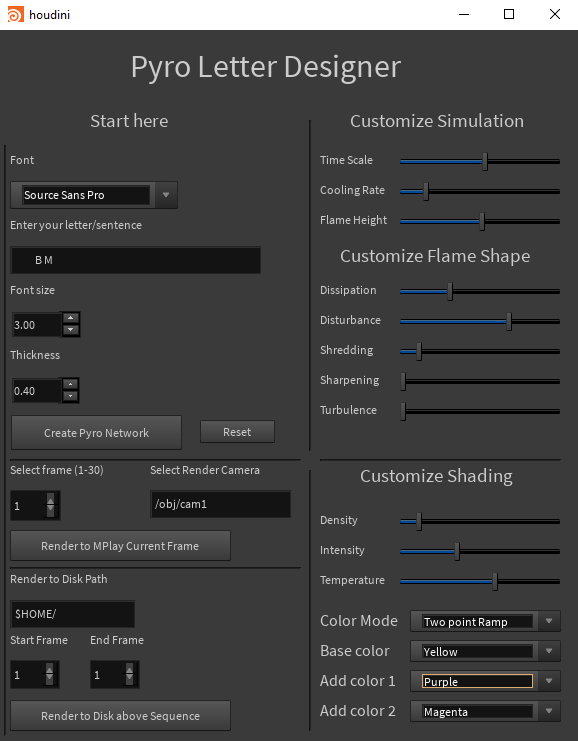 houdini
Pyro Letter Designer
Start here
Font
Source Sans Pro
Enter your letter/sentence
B M
Font size
3.00
Thickness
0.40
Create Pyro Network
Reset
Select frame (1-30)
Select Render Camera
1
/obj/cam1
Render to MPlay Current Frame
Render to Disk Path
$HOME/
Start Frame
End Frame
1
1
Render to Disk above Sequence
Customize Simulation
Time Scale
Cooling Rate
Flame Height
Customize Flame Shape
Dissipation
Disturbance
Shredding
Sharpening
Turbulence
Customize Shading
Density
Intensity
Temperature
Color Mode
Two point Ramp
Base color
Yellow
Add color 1
Purple
Add color 2
Magenta